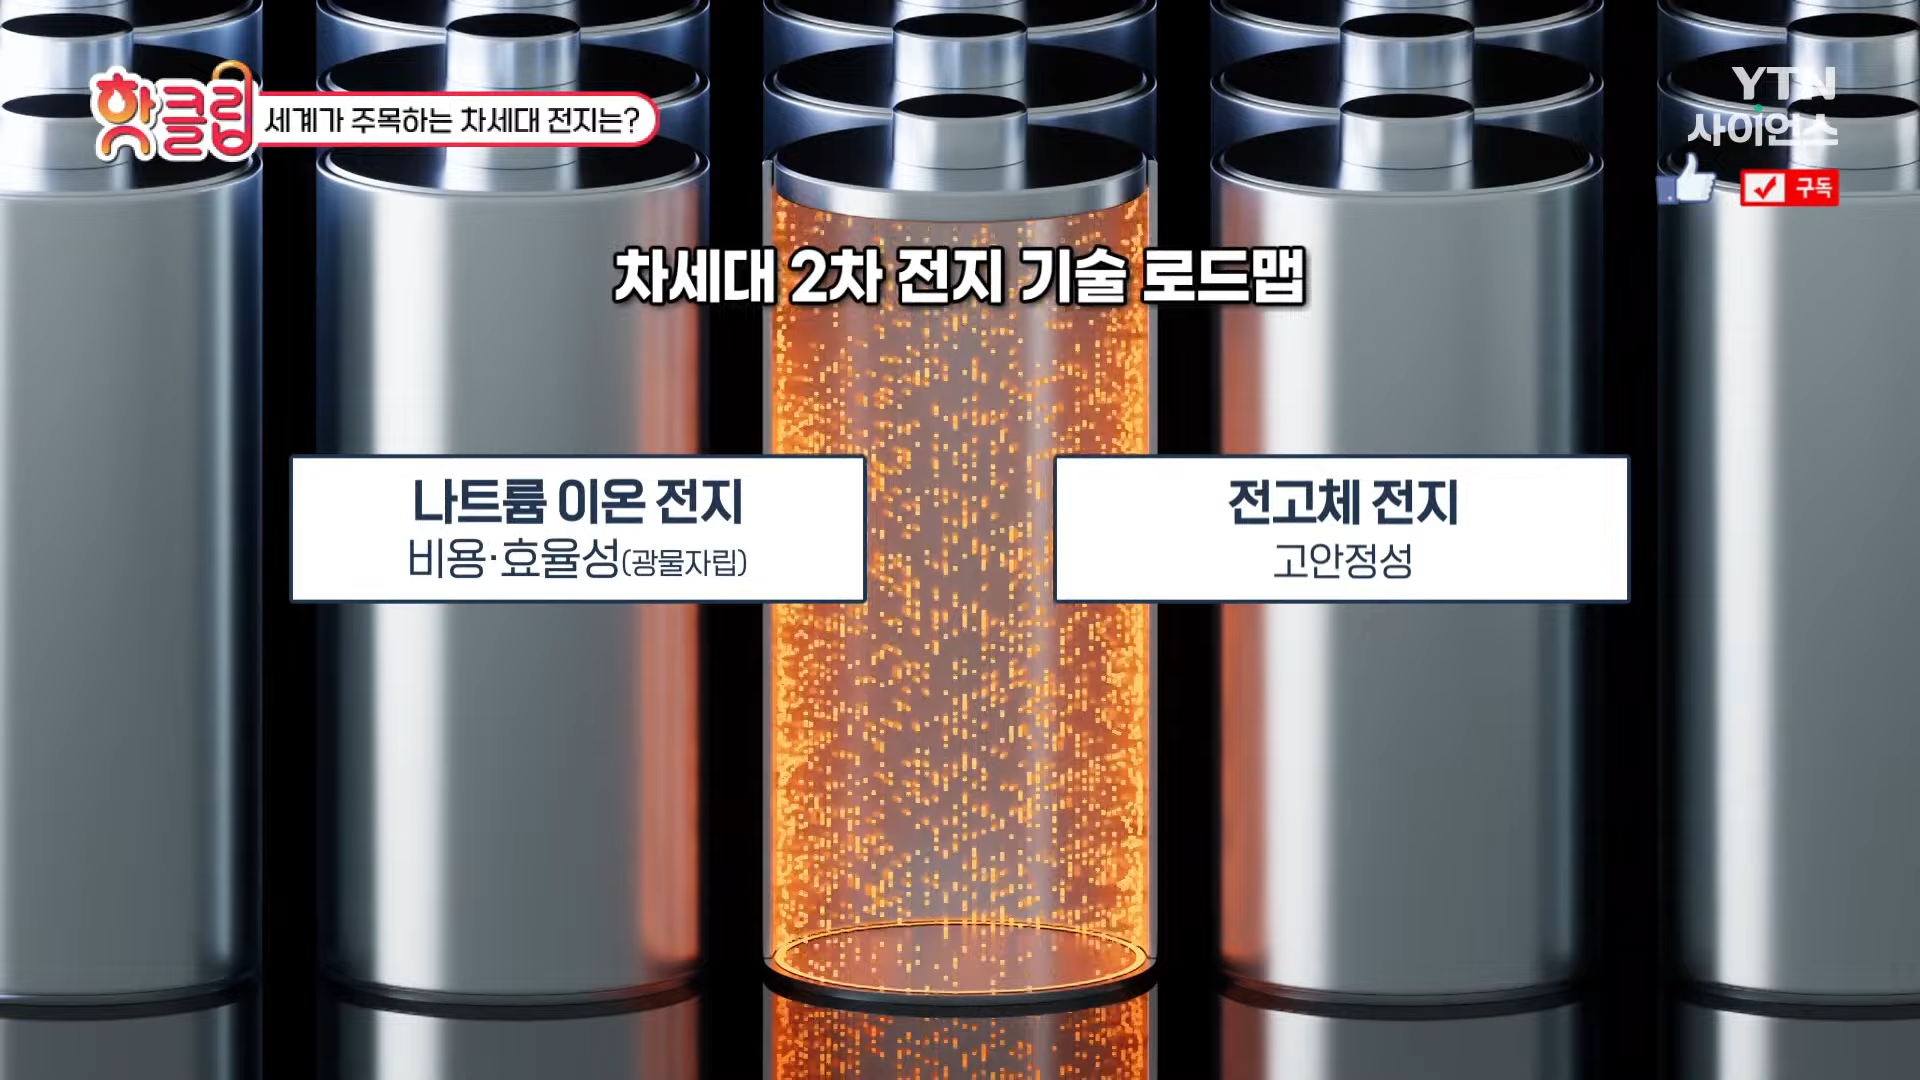 핫클립
세계가 주목하는 차세대 전지는?
YTN
사이언스
구독
차세대 2차 전지 기술 로드맵
나트륨 이온 전지
비용·효율성(광물자립)
전고체 전지
고안정성